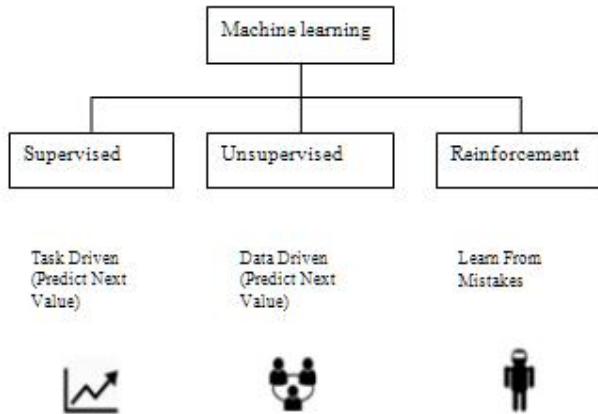 Machine learning
Supervised
Unsupervised
Reinforcement
Task Driven
(Predict Next
Value)
Data Driven
(Predict Next
Value)
Learn From
Mistakes